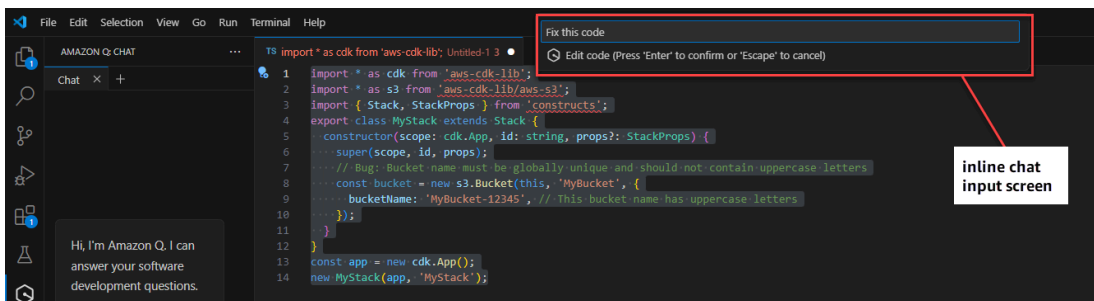 File Edit Selection View Go Run Terminal Help
Fix this code
Edit code (Press 'Enter' to confirm or 'Escape' to cancel)
AMAZON Q: CHAT ...
Chat × +
TS import * as cdk from 'aws-cdk-lib'; Untitled-1 3 ●
1 import * as cdk from 'aws-cdk-lib';
2 import * as s3 from 'aws-cdk-lib/aws-s3';
3 import { Stack, StackProps } from 'constructs';
4 export class MyStack extends Stack {
5 constructor(scope: cdk.App, id: string, props?: StackProps) {
6 super(scope, id, props);
7 // Bug: Bucket name must be globally unique and should not contain uppercase letters
8 const bucket = new s3.Bucket(this, 'MyBucket', {
9 bucketName: 'MyBucket-12345', // This bucket name has uppercase letters
10 });
11 }
12 }
13 const app = new cdk.App();
14 new MyStack(app, 'MyStack');
inline chat
input screen
Hi, I'm Amazon Q. I can
answer your software
development questions.
1
1